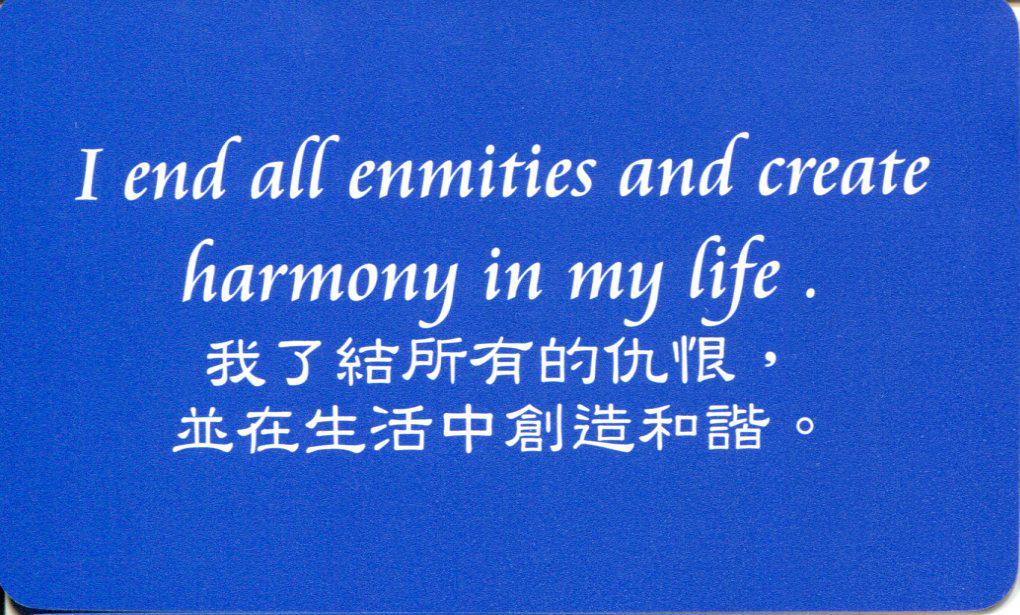 I end all enmities and create
harmony in my life .
我了結所有的仇恨，
並在生活中創造和諧。